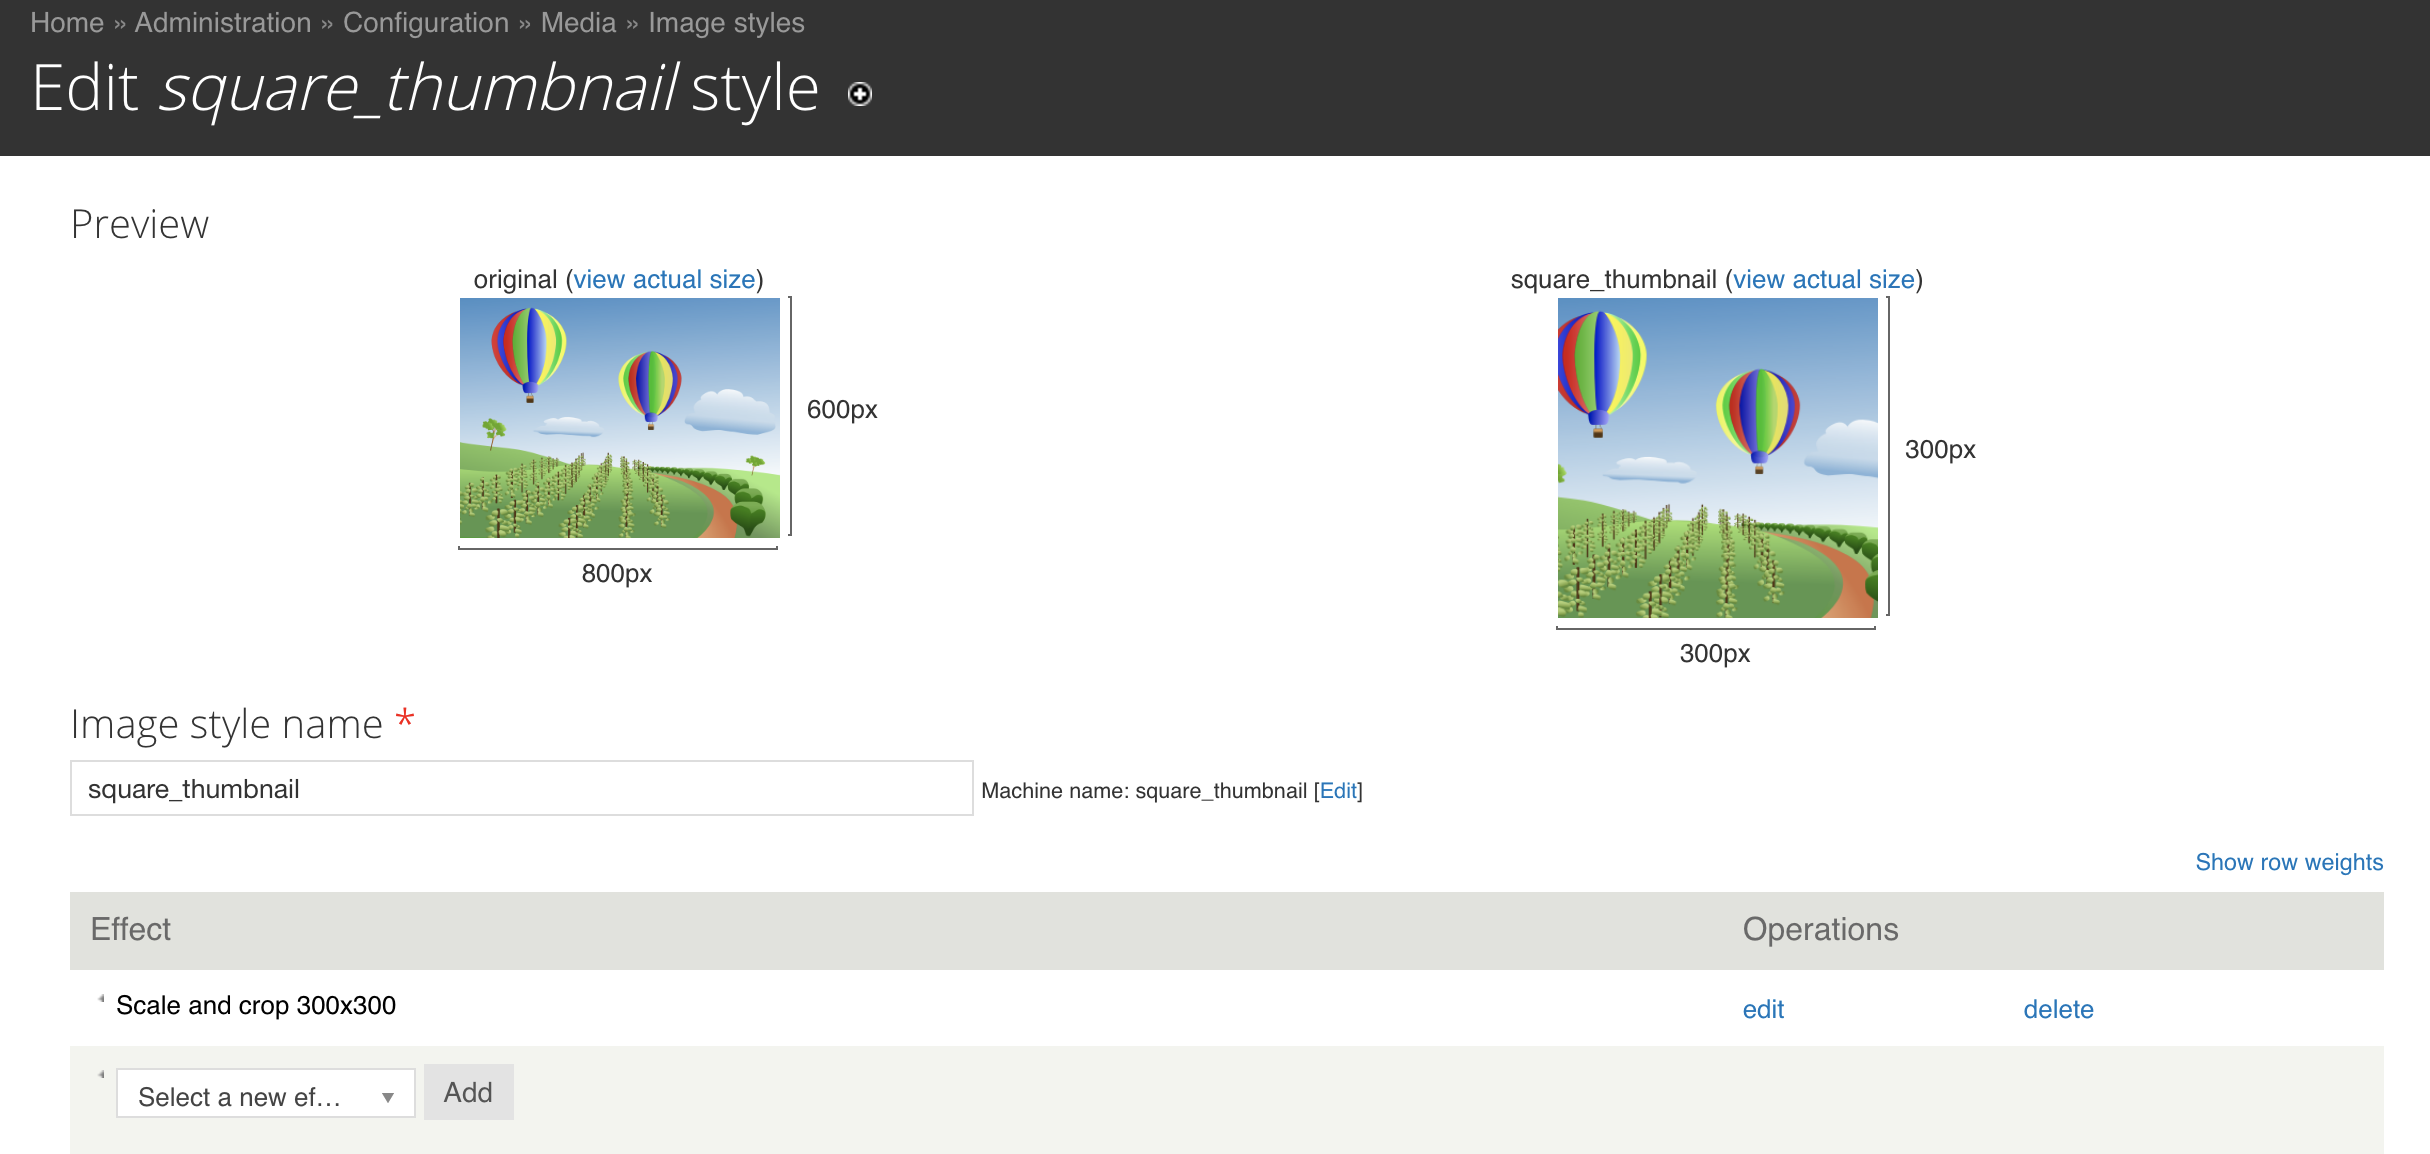 Home » Administration » Configuration » Media » Image styles
Edit square_thumbnail style
Preview
original (view actual size)
600px
800px
square_thumbnail (view actual size)
300px
300px
Image style name *
square_thumbnail
Machine name: square_thumbnail [Edit]
Show row weights
Effect Operations
Scale and crop 300x300 edit delete
Select a new ef… Add